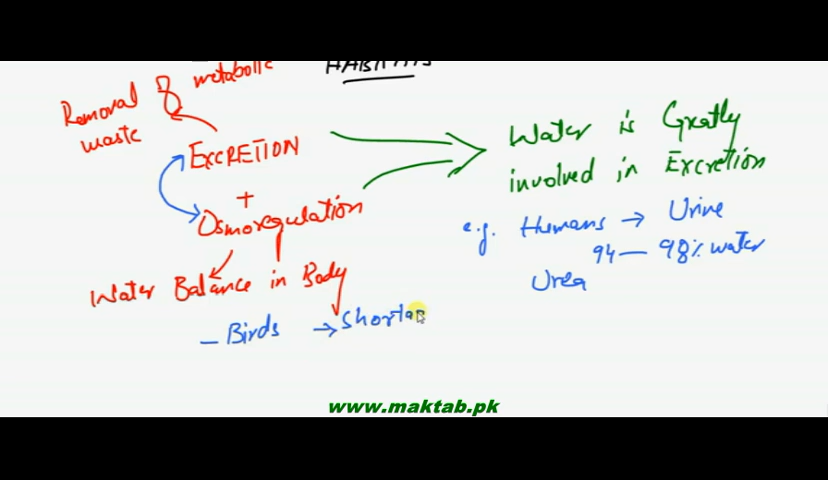 HABITATS
Removal of metabolic
waste
EXCRETION
+
Osmoregulation
Water Balance in Body
– Birds → Shortag
Water is Greatly
involved in Excretion
e.g. Humans → Urine
94 — 98% water
Urea
www.maktab.pk